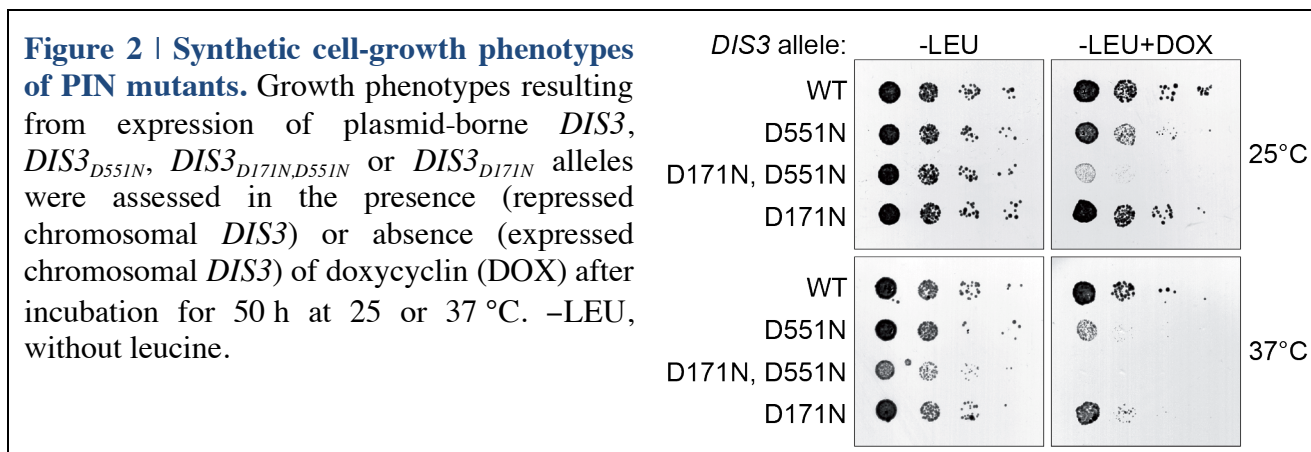 Figure 2 | Synthetic cell-growth phenotypes
of PIN mutants. Growth phenotypes resulting
from expression of plasmid-borne DIS3,
DIS3D551N, DIS3D171N,D551N or DIS3D171N alleles
were assessed in the presence (repressed
chromosomal DIS3) or absence (expressed
chromosomal DIS3) of doxycyclin (DOX) after
incubation for 50 h at 25 or 37 °C. –LEU,
without leucine.
DIS3 allele: -LEU -LEU+DOX
WT
D551N
D171N, D551N
D171N
25°C
WT
D551N
D171N, D551N
D171N
37°C